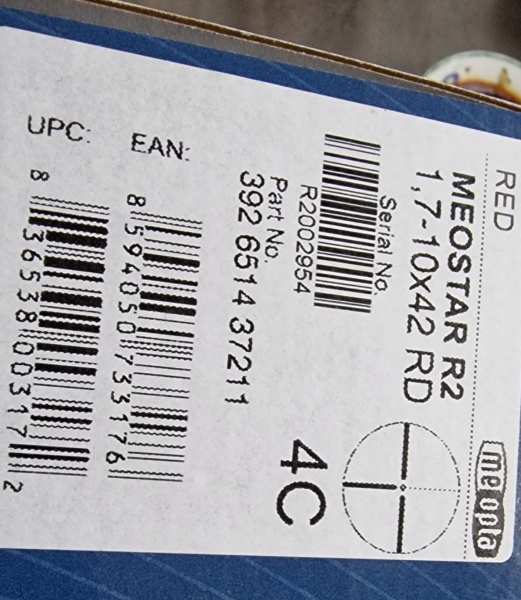 RED
meopta
MEOSTAR R2
1,7-10x42 RD
Serial No.
R2002954
Part No.
392 6514 37211
4C
EAN:
8 594050 733176
UPC:
8 36538 00317 2